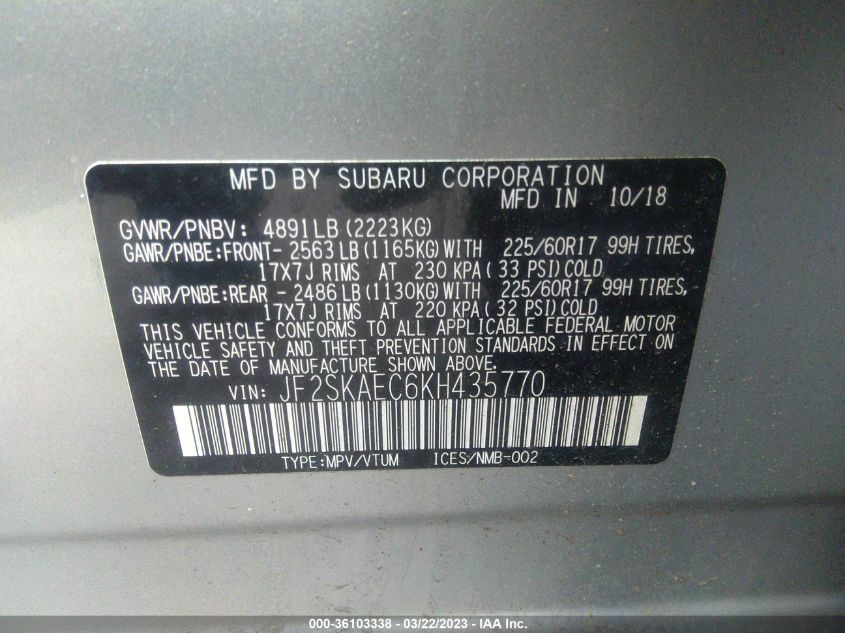 MFD BY SUBARU CORPORATION
MFD IN 10/18
GVWR/PNBV: 4891LB (2223KG)
GAWR/PNBE:FRONT- 2563LB (1165KG) WITH 225/60R17 99H TIRES,
17X7J RIMS AT 230 KPA( 33 PSI)COLD
GAWR/PNBE:REAR - 2486LB (1130KG) WITH 225/60R17 99H TIRES,
17X7J RIMS AT 220 KPA( 32 PSI)COLD
THIS VEHICLE CONFORMS TO ALL APPLICABLE FEDERAL MOTOR
VEHICLE SAFETY AND THEFT PREVENTION STANDARDS IN EFFECT ON
THE DATE OF MANUFACTURE SHOWN ABOVE.
VIN: JF2SKAEC6KH435770
TYPE:MPV/VTUM ICES/NMB-002
000-36103338 - 03/22/2023 - IAA Inc.